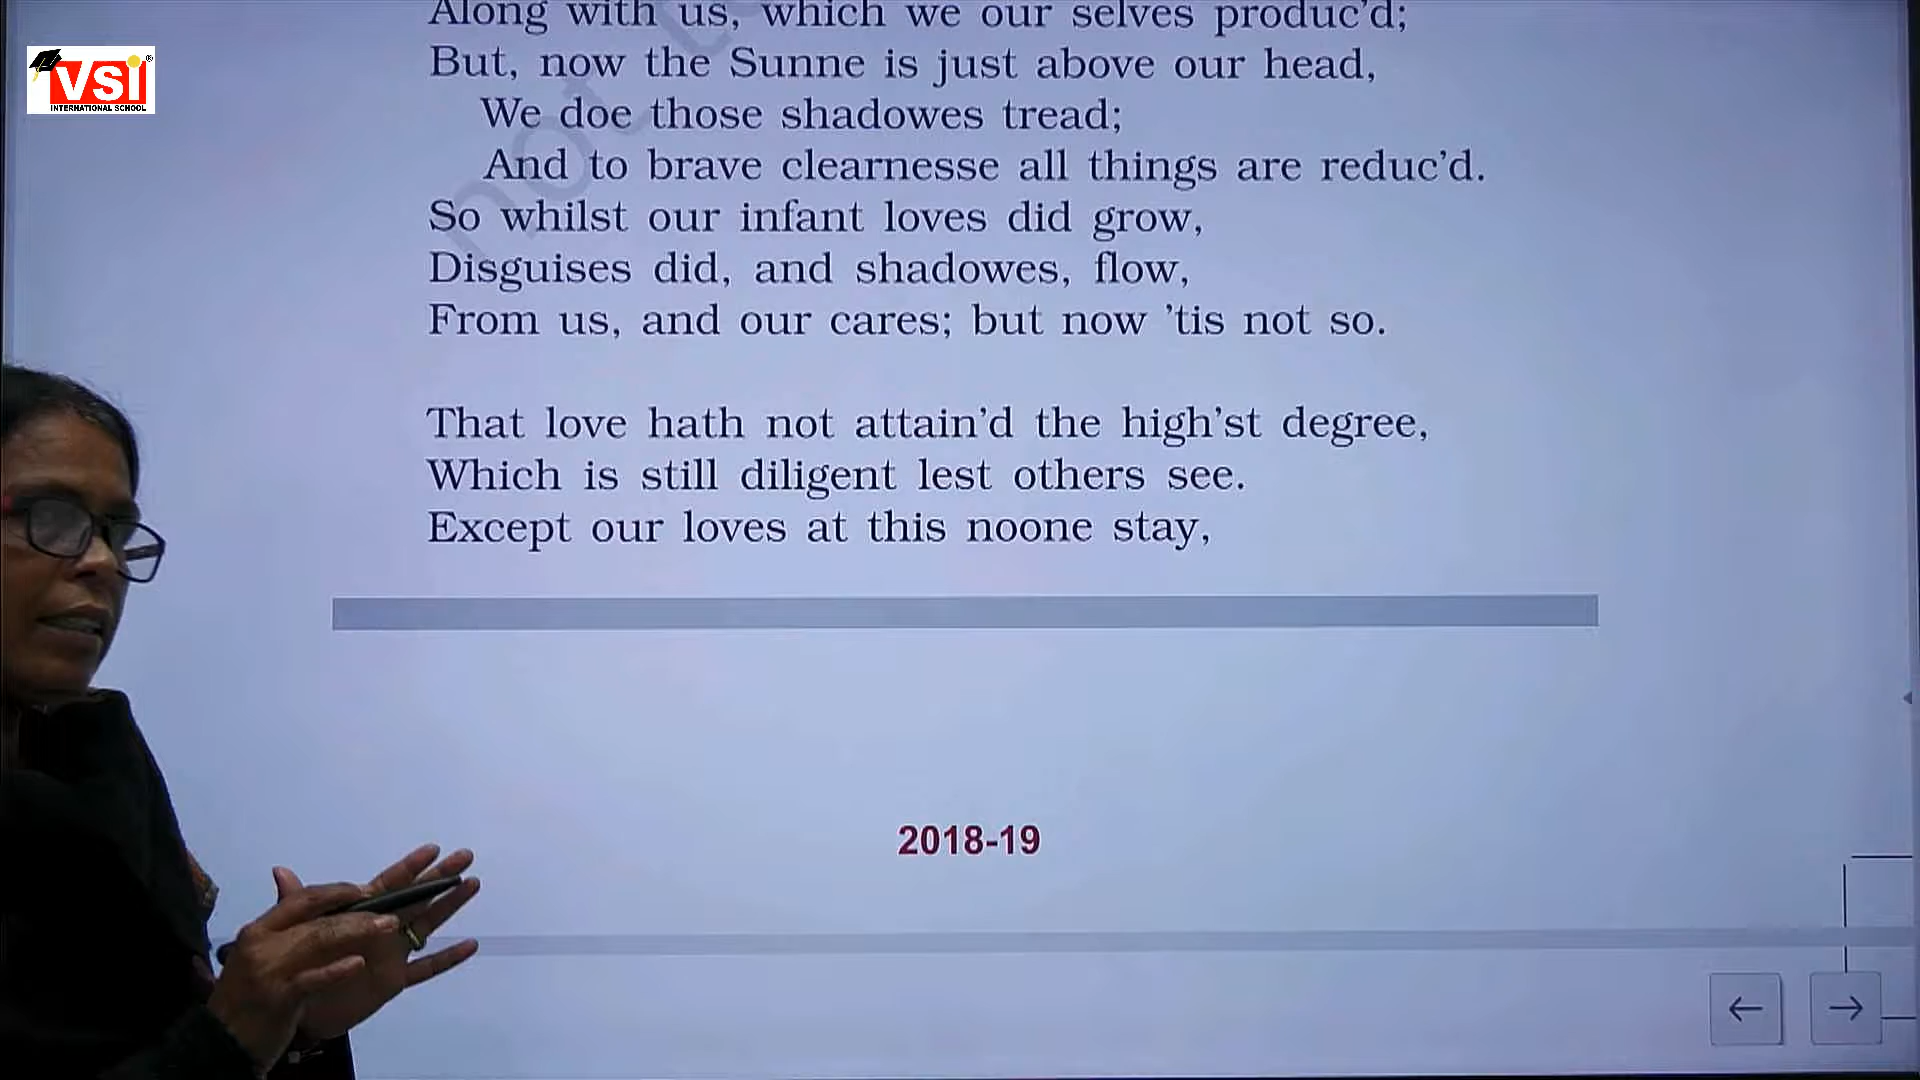 VSI
INTERNATIONAL SCHOOL
Along with us, which we our selves produc'd;
But, now the Sunne is just above our head,
We doe those shadowes tread;
And to brave clearnesse all things are reduc'd.
So whilst our infant loves did grow,
Disguises did, and shadowes, flow,
From us, and our cares; but now 'tis not so.
That love hath not attain'd the high'st degree,
Which is still diligent lest others see.
Except our loves at this noone stay,
2018-19